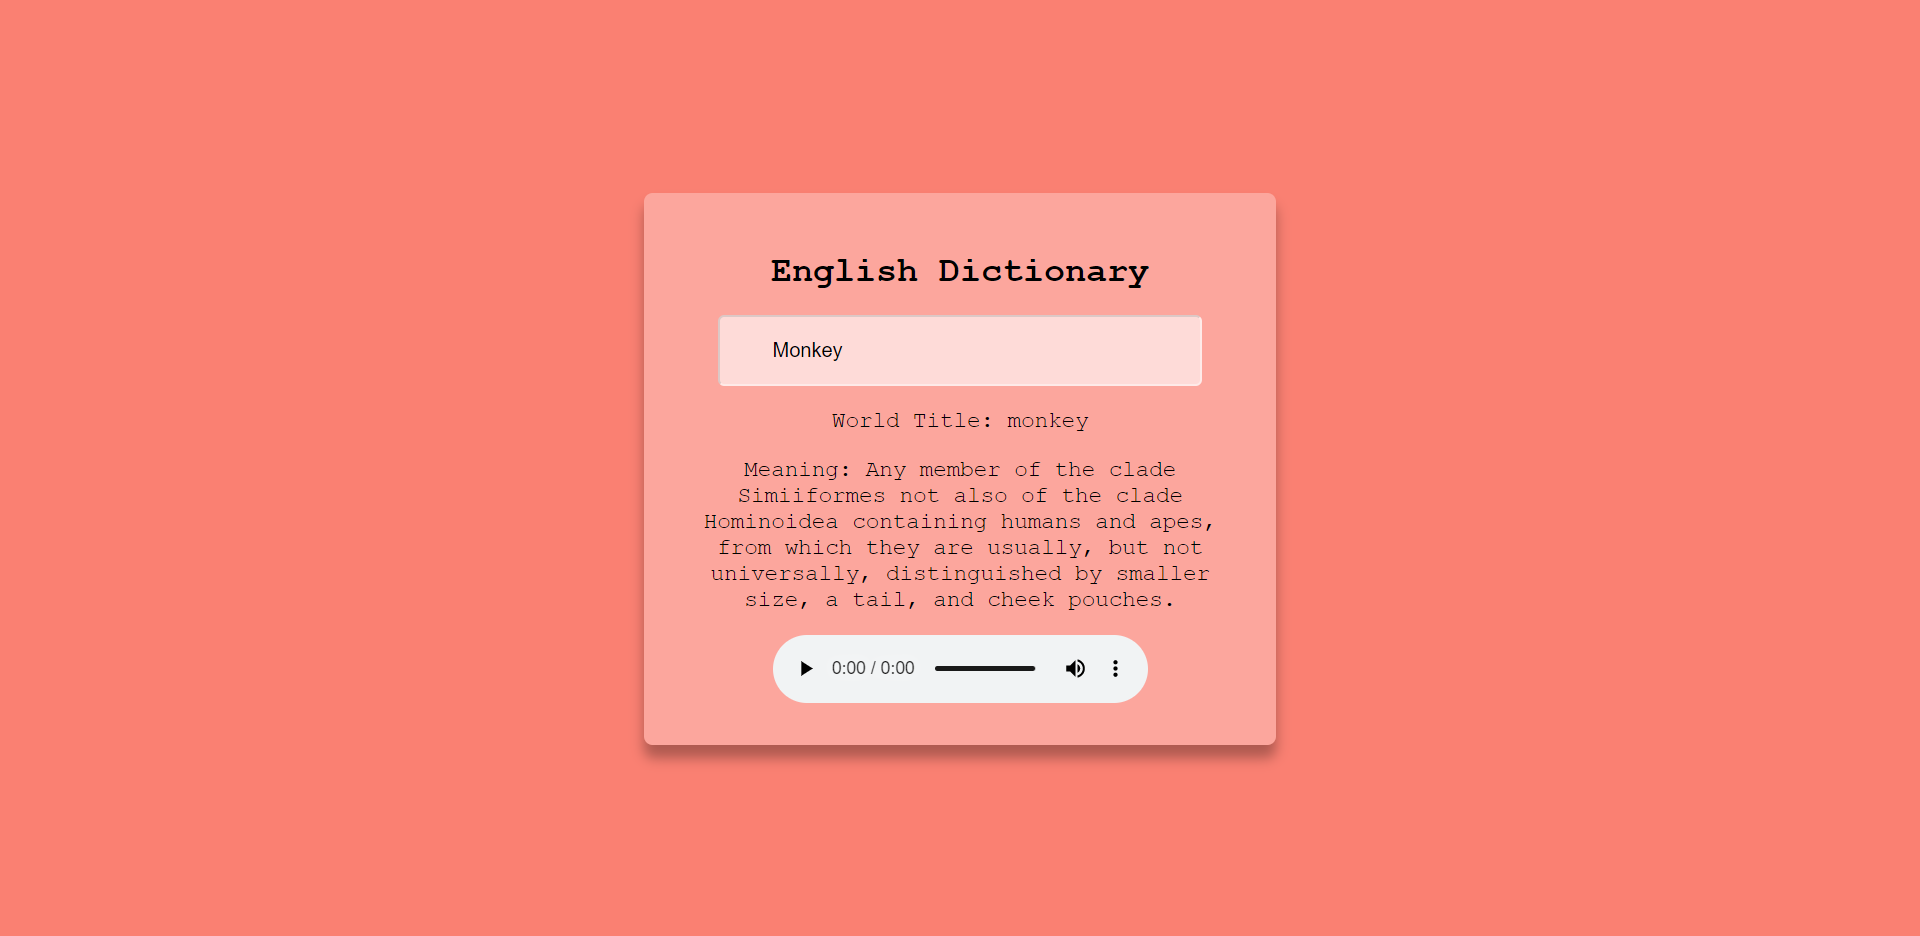 English Dictionary
Monkey
World Title: monkey
Meaning: Any member of the clade
Simiiformes not also of the clade
Hominoidea containing humans and apes,
from which they are usually, but not
universally, distinguished by smaller
size, a tail, and cheek pouches.
0:00 / 0:00